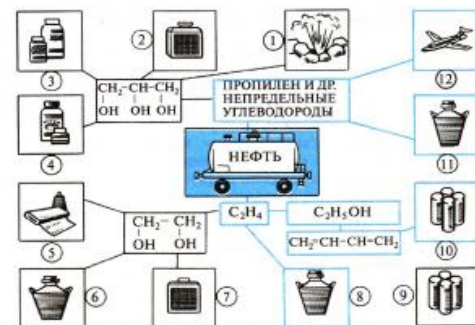 ② ① ③ ⑫
CH₂-CH-CH₂
OH OH OH
ПРОПИЛЕН И ДР.
НЕПРЕДЕЛЬНЫЕ
УГЛЕВОДОРОДЫ
④ ⑪
НЕФТЬ
CH₂-CH₂
OH OH
C₂H₄
C₂H₅OH
CH₂=CH-CH-CH₂
⑤ ⑩
⑥ ⑦ ⑧ ⑨